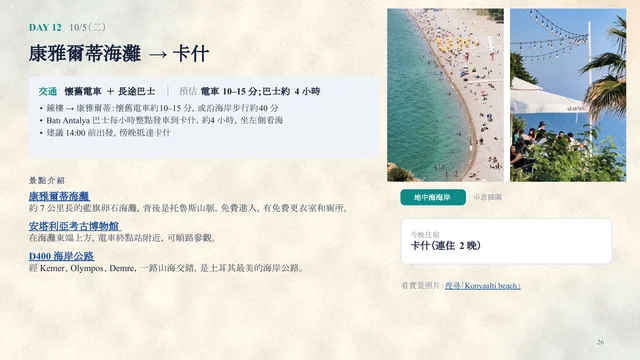 DAY 12 10/5(二)
康雅爾蒂海灘 → 卡什
交通 懷舊電車 + 長途巴士 | 預估 電車 10–15 分;巴士約 4 小時
• 鐘樓 → 康雅爾蒂:懷舊電車約10–15 分, 或沿海岸步行約40 分
• Batı Antalya 巴士每小時整點發車到卡什, 約4 小時, 坐左側看海
• 建議 14:00 前出發, 傍晚抵達卡什
景點介紹
康雅爾蒂海灘
約 7 公里長的藍旗卵石海灘, 背後是托魯斯山脈。免費進入, 有免費更衣室和廁所。
安塔利亞考古博物館
在海灘東端上方, 電車終點站附近, 可順路參觀。
D400 海岸公路
經 Kemer、Olympos、Demre, 一路山海交錯, 是土耳其最美的海岸公路。
地中海海岸 示意插圖
今晚住宿
卡什(連住 2 晚)
看實景照片: 搜尋「Konyaalti beach」
26